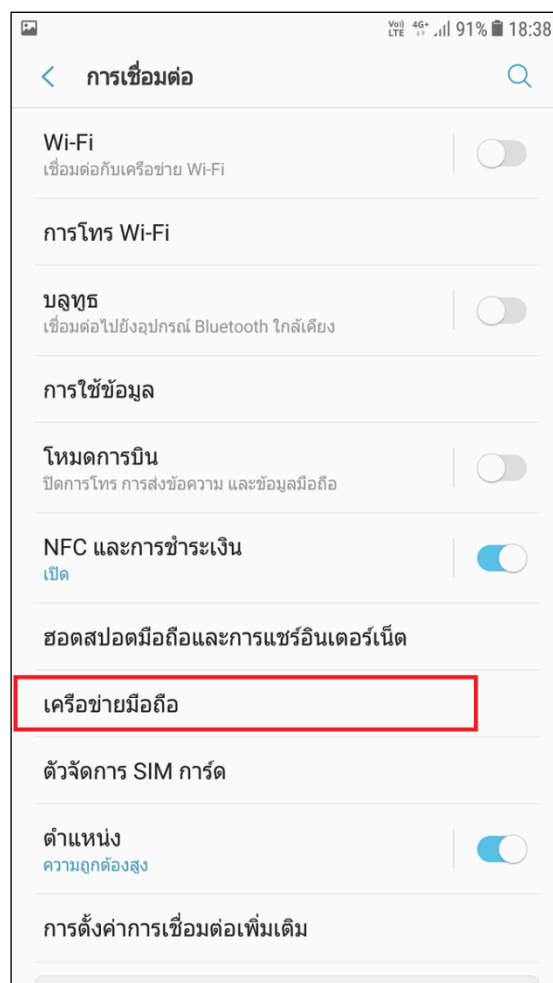 Vo)) LTE 4G+ 91% 18:38
การเชื่อมต่อ
Wi-Fi
เชื่อมต่อกับเครือข่าย Wi-Fi
การโทร Wi-Fi
บลูทูธ
เชื่อมต่อไปยังอุปกรณ์ Bluetooth ใกล้เคียง
การใช้ข้อมูล
โหมดการบิน
ปิดการโทร การส่งข้อความ และข้อมูลมือถือ
NFC และการชำระเงิน
เปิด
ฮอตสปอตมือถือและการแชร์อินเตอร์เน็ต
เครือข่ายมือถือ
ตัวจัดการ SIM การ์ด
ตำแหน่ง
ความถูกต้องสูง
การตั้งค่าการเชื่อมต่อเพิ่มเติม